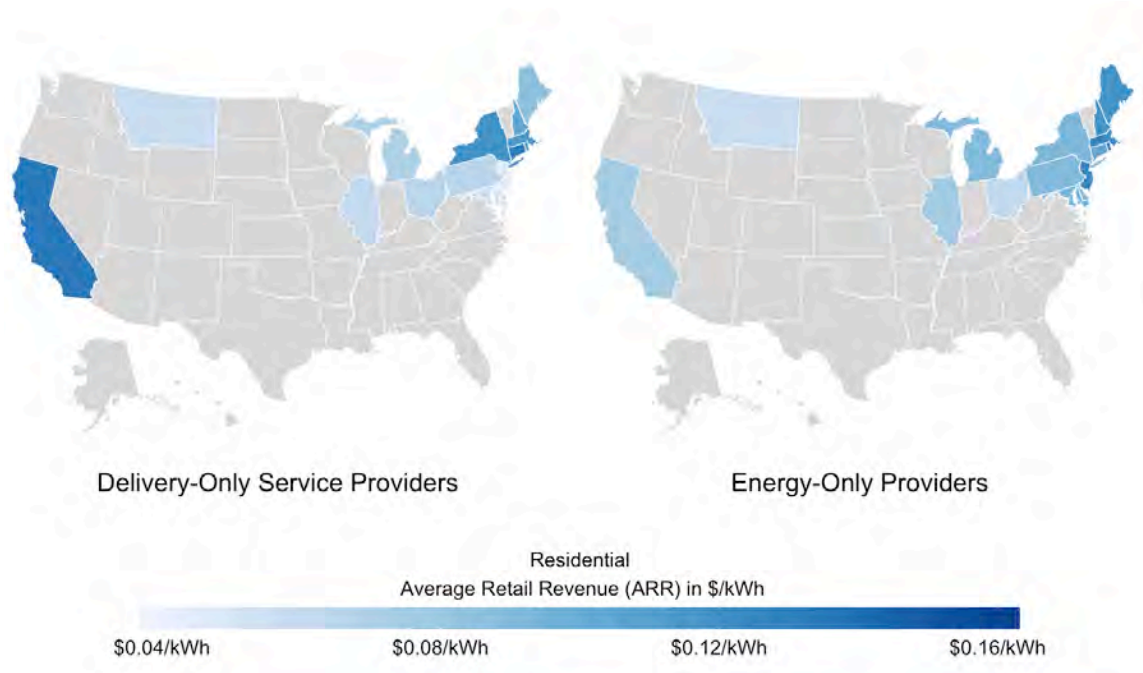 Delivery-Only Service Providers
Energy-Only Providers
Residential
Average Retail Revenue (ARR) in $/kWh
$0.04/kWh
$0.08/kWh
$0.12/kWh
$0.16/kWh